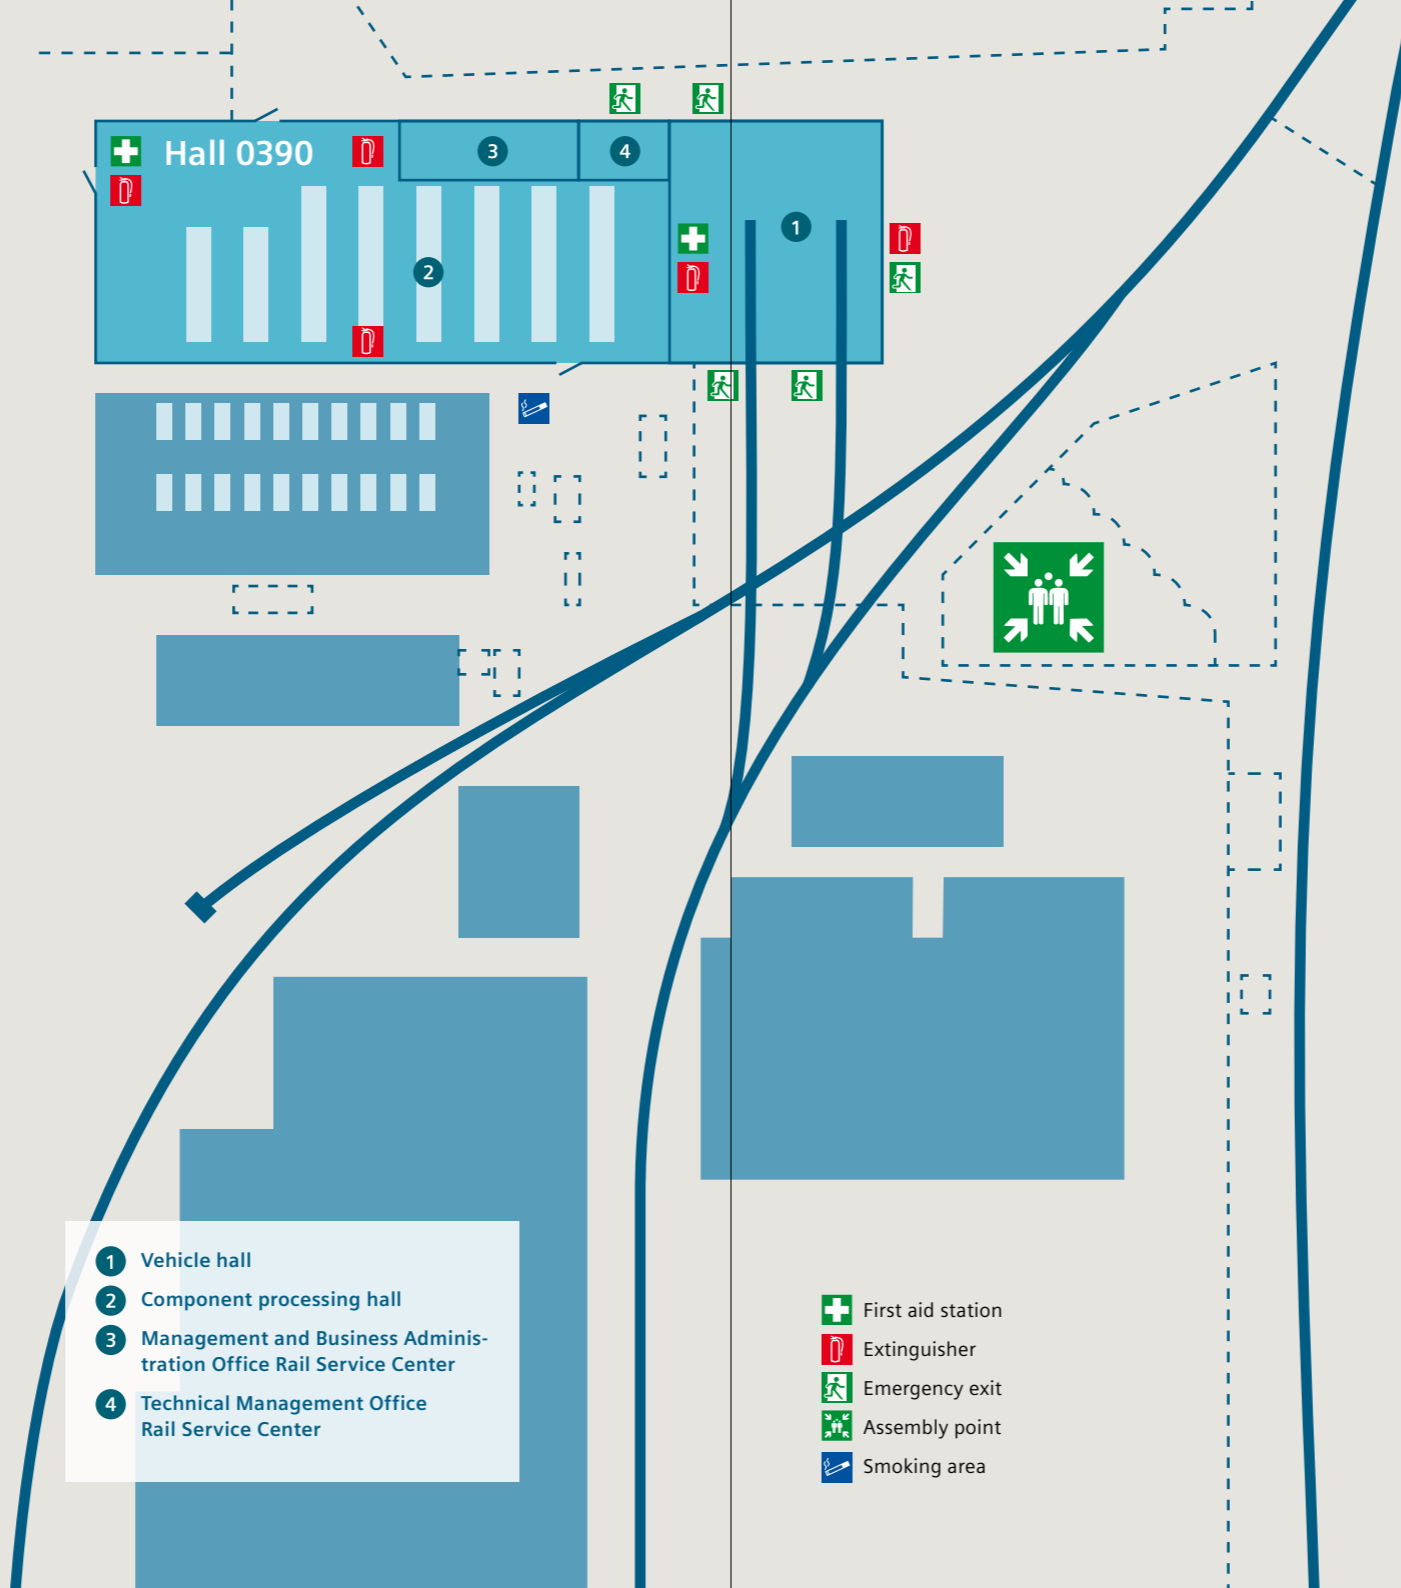 Hall 0390
3
4
1
2
1 Vehicle hall
2 Component processing hall
3 Management and Business Adminis-
tration Office Rail Service Center
4 Technical Management Office
Rail Service Center
First aid station
Extinguisher
Emergency exit
Assembly point
Smoking area